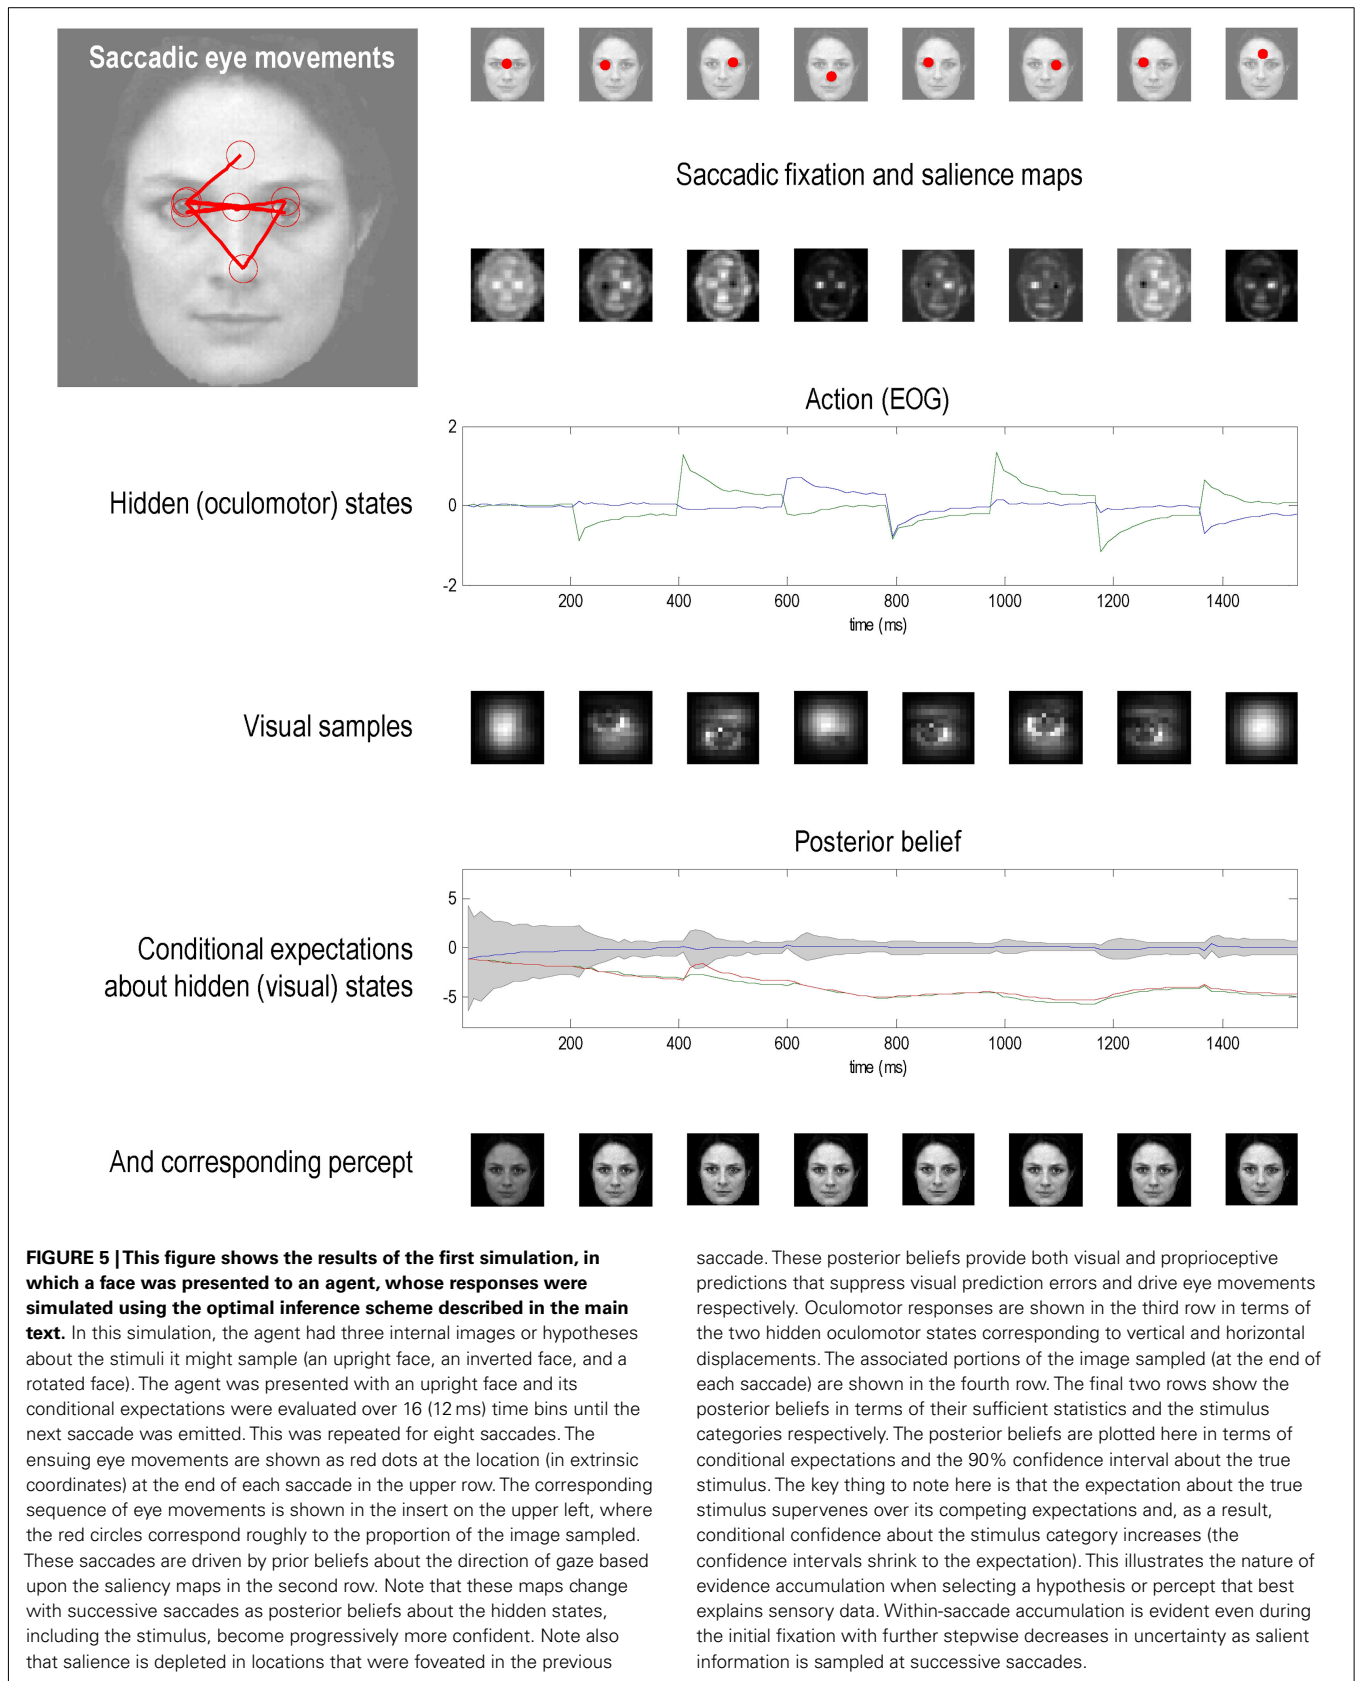 Saccadic eye movements
Saccadic fixation and salience maps
Action (EOG)
Hidden (oculomotor) states
2
0
-2
200 400 600 800 1000 1200 1400
time (ms)
Visual samples
Posterior belief
Conditional expectations
about hidden (visual) states
5
0
-5
200 400 600 800 1000 1200 1400
time (ms)
And corresponding percept
FIGURE 5 | This figure shows the results of the first simulation, in
which a face was presented to an agent, whose responses were
simulated using the optimal inference scheme described in the main
text. In this simulation, the agent had three internal images or hypotheses
about the stimuli it might sample (an upright face, an inverted face, and a
rotated face). The agent was presented with an upright face and its
conditional expectations were evaluated over 16 (12 ms) time bins until the
next saccade was emitted. This was repeated for eight saccades. The
ensuing eye movements are shown as red dots at the location (in extrinsic
coordinates) at the end of each saccade in the upper row. The corresponding
sequence of eye movements is shown in the insert on the upper left, where
the red circles correspond roughly to the proportion of the image sampled.
These saccades are driven by prior beliefs about the direction of gaze based
upon the saliency maps in the second row. Note that these maps change
with successive saccades as posterior beliefs about the hidden states,
including the stimulus, become progressively more confident. Note also
that salience is depleted in locations that were foveated in the previous
saccade. These posterior beliefs provide both visual and proprioceptive
predictions that suppress visual prediction errors and drive eye movements
respectively. Oculomotor responses are shown in the third row in terms of
the two hidden oculomotor states corresponding to vertical and horizontal
displacements. The associated portions of the image sampled (at the end of
each saccade) are shown in the fourth row. The final two rows show the
posterior beliefs in terms of their sufficient statistics and the stimulus
categories respectively. The posterior beliefs are plotted here in terms of
conditional expectations and the 90% confidence interval about the true
stimulus. The key thing to note here is that the expectation about the true
stimulus supervenes over its competing expectations and, as a result,
conditional confidence about the stimulus category increases (the
confidence intervals shrink to the expectation). This illustrates the nature of
evidence accumulation when selecting a hypothesis or percept that best
explains sensory data. Within-saccade accumulation is evident even during
the initial fixation with further stepwise decreases in uncertainty as salient
information is sampled at successive saccades.